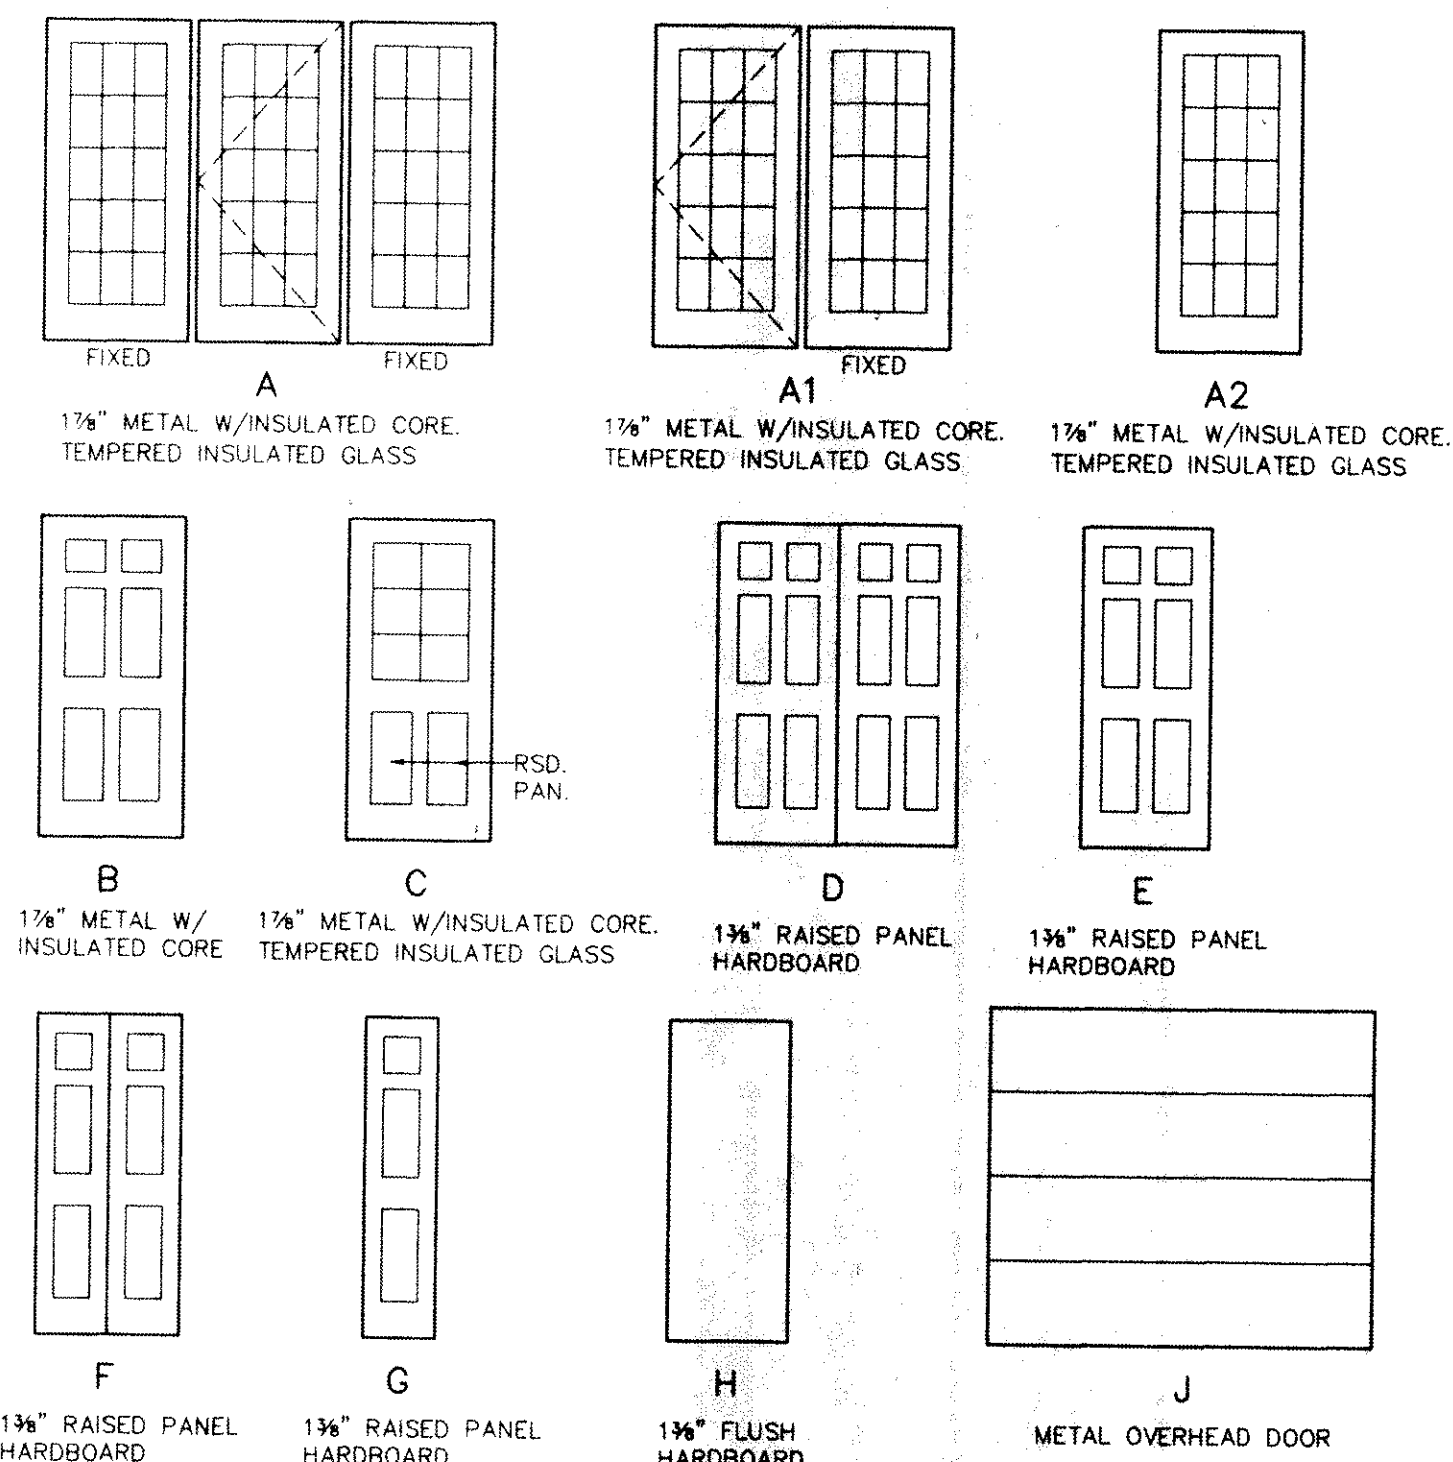 FIXED
FIXED
A
1⅞" METAL W/INSULATED CORE.
TEMPERED INSULATED GLASS
FIXED
A1
1⅞" METAL W/INSULATED CORE.
TEMPERED INSULATED GLASS
A2
1⅞" METAL W/INSULATED CORE.
TEMPERED INSULATED GLASS
B
1⅞" METAL W/
INSULATED CORE
RSD.
PAN.
C
1⅞" METAL W/INSULATED CORE.
TEMPERED INSULATED GLASS
D
1⅜" RAISED PANEL
HARDBOARD
E
1⅜" RAISED PANEL
HARDBOARD
F
1⅜" RAISED PANEL
HARDBOARD
G
1⅜" RAISED PANEL
HARDBOARD
H
1⅜" FLUSH
HARDBOARD
J
METAL OVERHEAD DOOR